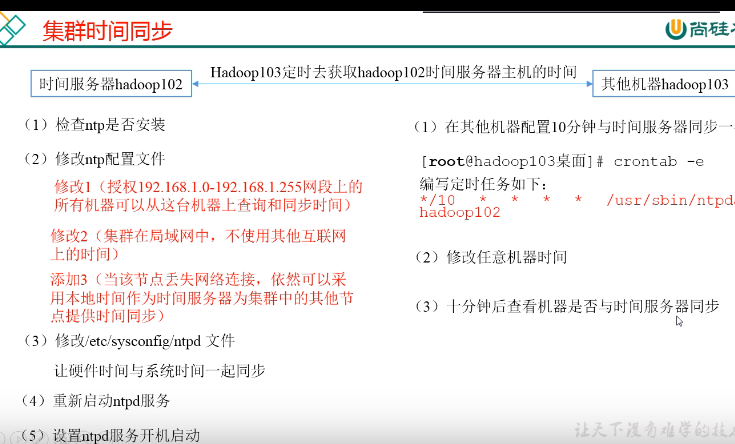 集群时间同步
尚硅
时间服务器hadoop102
Hadoop103定时去获取hadoop102时间服务器主机的时间
其他机器hadoop103
（1）检查ntp是否安装
（2）修改ntp配置文件
修改1（授权192.168.1.0-192.168.1.255网段上的
所有机器可以从这台机器上查询和同步时间）
修改2（集群在局域网中，不使用其他互联网
上的时间）
添加3（当该节点丢失网络连接，依然可以采
用本地时间作为时间服务器为集群中的其他节
点提供时间同步）
（3）修改/etc/sysconfig/ntpd 文件
让硬件时间与系统时间一起同步
（4）重新启动ntpd服务
（5）设置ntpd服务开机启动
（1）在其他机器配置10分钟与时间服务器同步一
[root@hadoop103桌面]# crontab -e
编写定时任务如下：
*/10 * * * * /usr/sbin/ntpd
hadoop102
（2）修改任意机器时间
（3）十分钟后查看机器是否与时间服务器同步
让天下没有难学的技